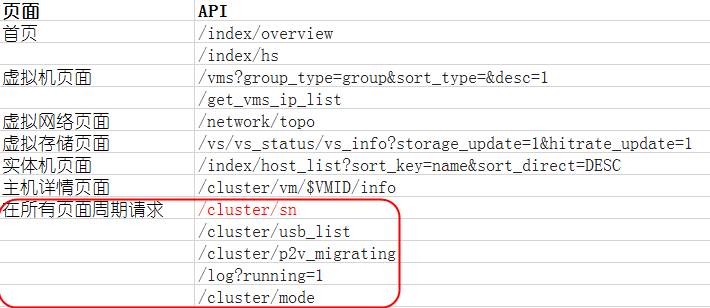 页面 API
首页 /index/overview
/index/hs
虚拟机页面 /vms?group_type=group&sort_type=&desc=1
/get_vms_ip_list
虚拟网络页面 /network/topo
虚拟存储页面 /vs/vs_status/vs_info?storage_update=1&hitrate_update=1
实体机页面 /index/host_list?sort_key=name&sort_direct=DESC
主机详情页面 /cluster/vm/$VMID/info
在所有页面周期请求 /cluster/sn
/cluster/usb_list
/cluster/p2v_migrating
/log?running=1
/cluster/mode